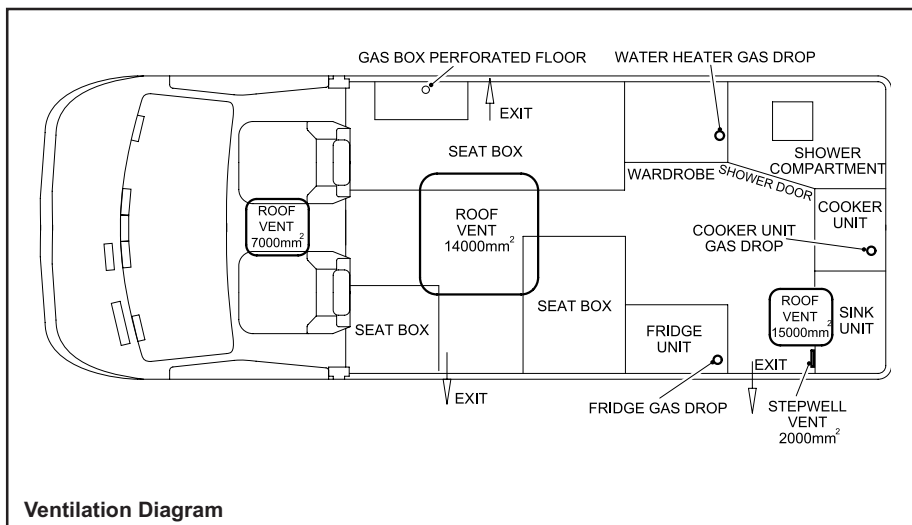 GAS BOX PERFORATED FLOOR
WATER HEATER GAS DROP
EXIT
SEAT BOX
WARDROBE
SHOWER DOOR
SHOWER
COMPARTMENT
ROOF
VENT
7000mm²
ROOF
VENT
14000mm²
COOKER
UNIT
COOKER UNIT
GAS DROP
SEAT BOX
SEAT BOX
FRIDGE
UNIT
ROOF
VENT
15000mm²
SINK
UNIT
EXIT
FRIDGE GAS DROP
EXIT
STEPWELL
VENT
2000mm²
Ventilation Diagram